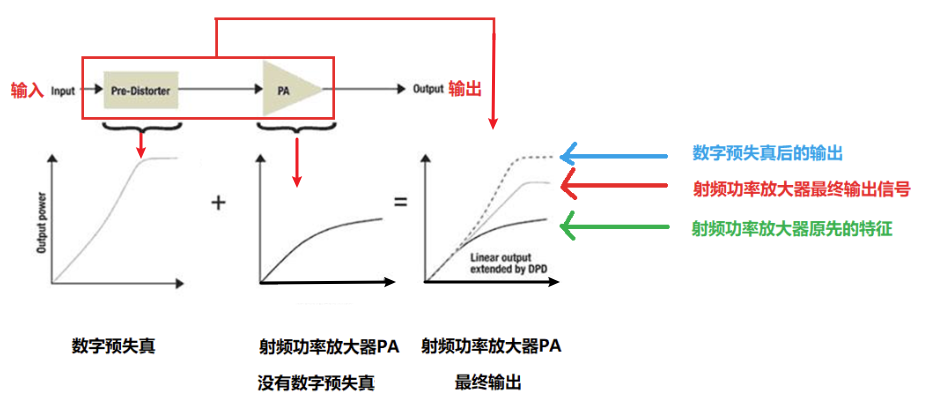 输入 Input
Pre-Distorter
PA
Output 输出
数字预失真后的输出
射频功率放大器最终输出信号
射频功率放大器原先的特征
Output power
+
=
Linear output
extended by DPD
数字预失真
射频功率放大器PA
没有数字预失真
射频功率放大器PA
最终输出